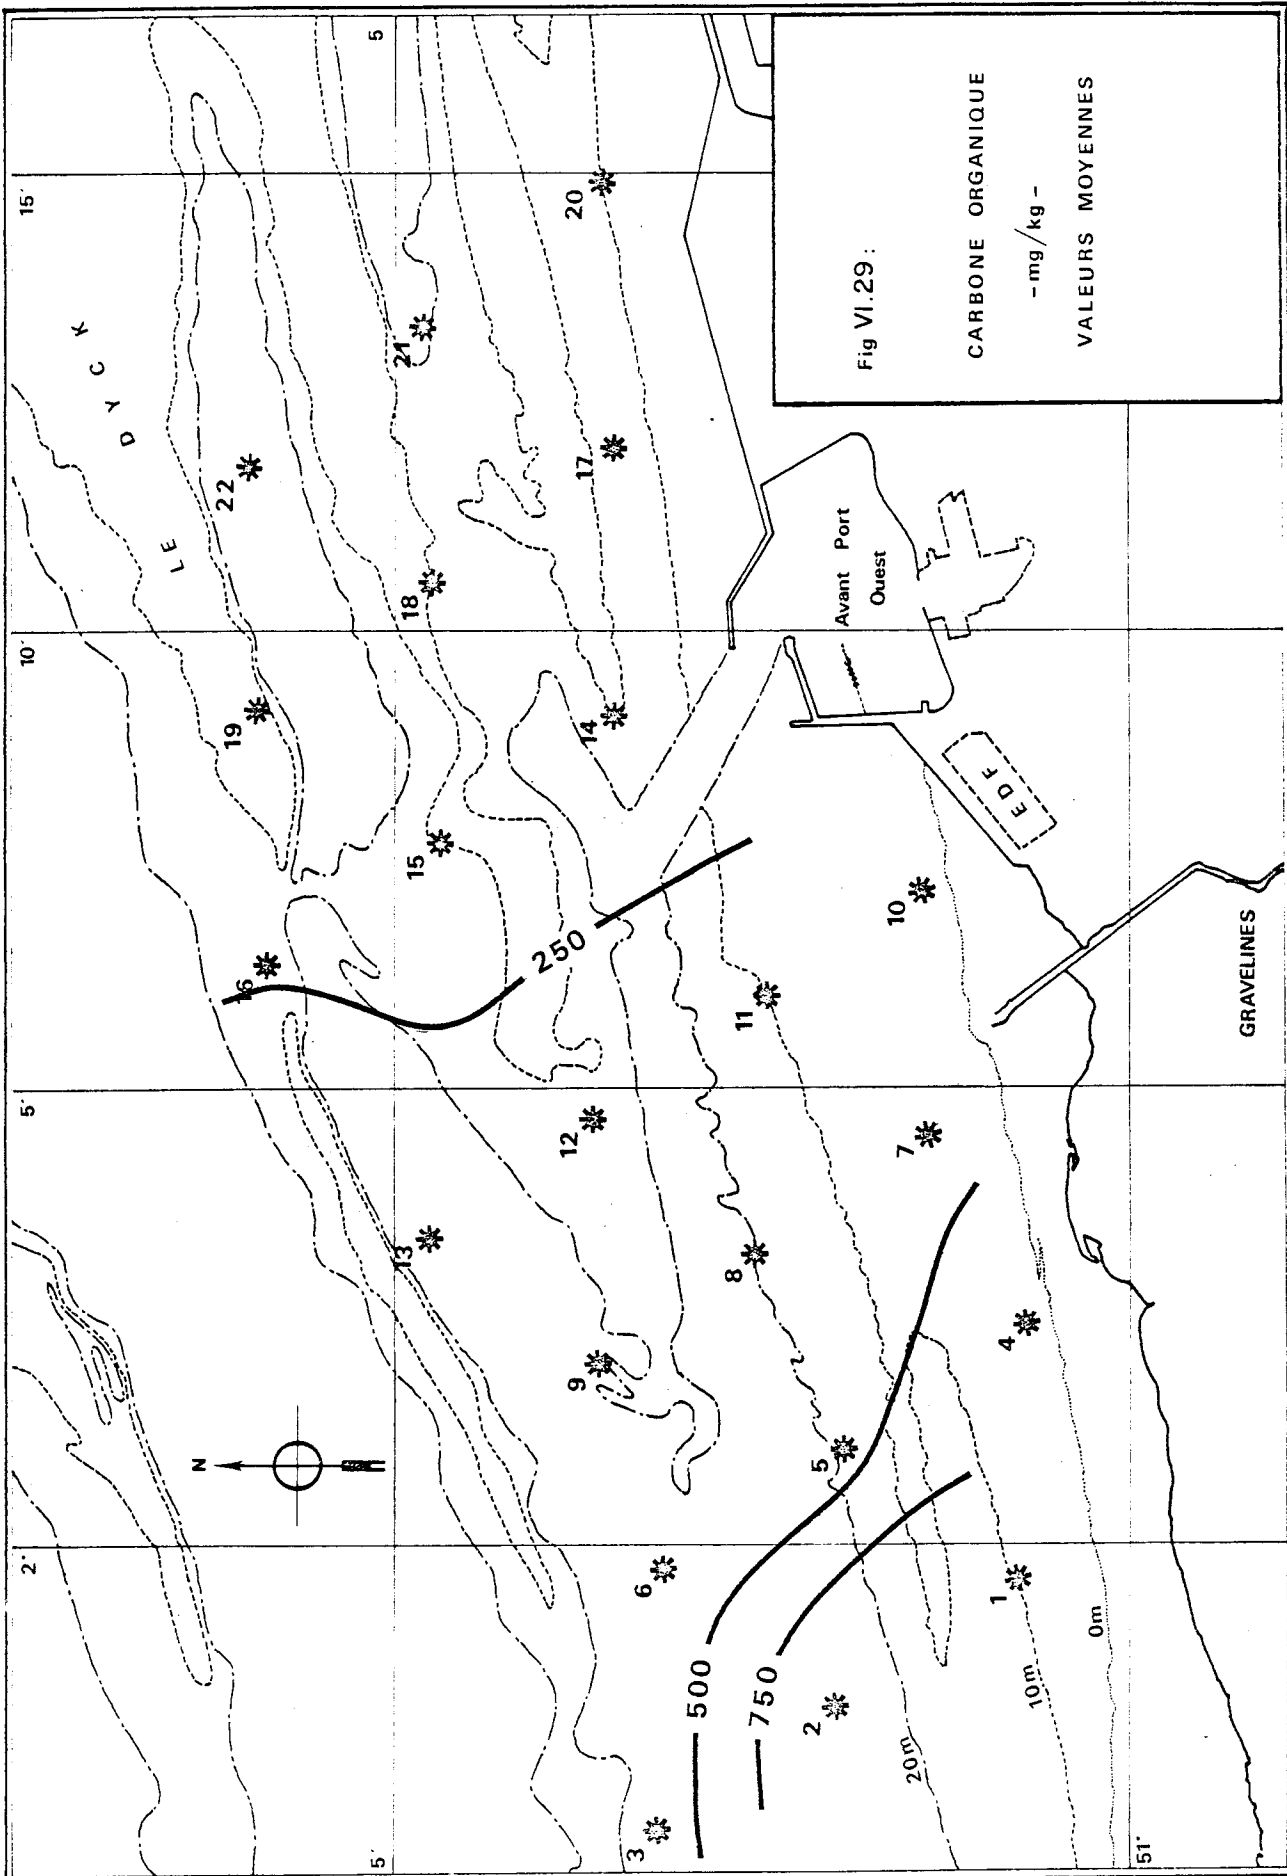 2°
5'
10'
15'
5'
5
51°
N
LE DYCK
1
2
3
4
5
6
7
8
9
10
11
12
13
14
15
16
17
18
19
20
21
22
250
500
750
20m
10m
0m
Avant Port
Ouest
EDF
GRAVELINES
Fig VI.29 :
CARBONE ORGANIQUE
-mg/kg-
VALEURS MOYENNES